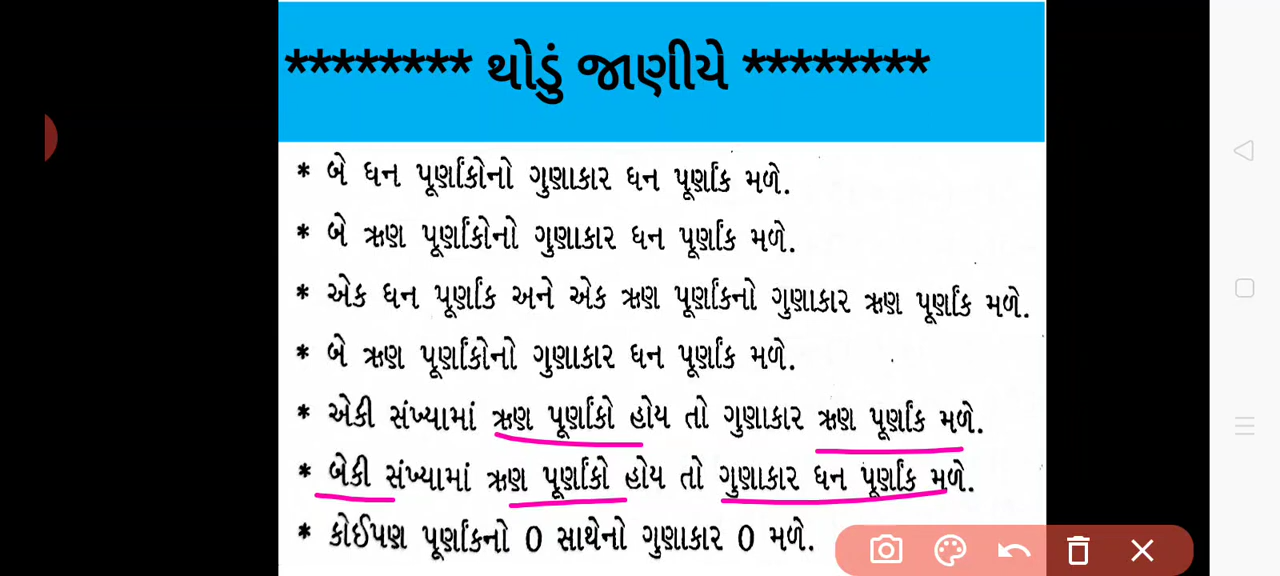 ******** થોડું જાણીયે ********
* બે ધન પૂર્ણાંકોનો ગુણાકાર ધન પૂર્ણાંક મળે.
* બે ઋણ પૂર્ણાંકોનો ગુણાકાર ધન પૂર્ણાંક મળે.
* એક ધન પૂર્ણાંક અને એક ઋણ પૂર્ણાંકનો ગુણાકાર ઋણ પૂર્ણાંક મળે.
* બે ઋણ પૂર્ણાંકોનો ગુણાકાર ધન પૂર્ણાંક મળે.
* એકી સંખ્યામાં ઋણ પૂર્ણાંકો હોય તો ગુણાકાર ઋણ પૂર્ણાંક મળે.
* બેકી સંખ્યામાં ઋણ પૂર્ણાંકો હોય તો ગુણાકાર ધન પૂર્ણાંક મળે.
* કોઈપણ પૂર્ણાંકનો 0 સાથેનો ગુણાકાર 0 મળે.